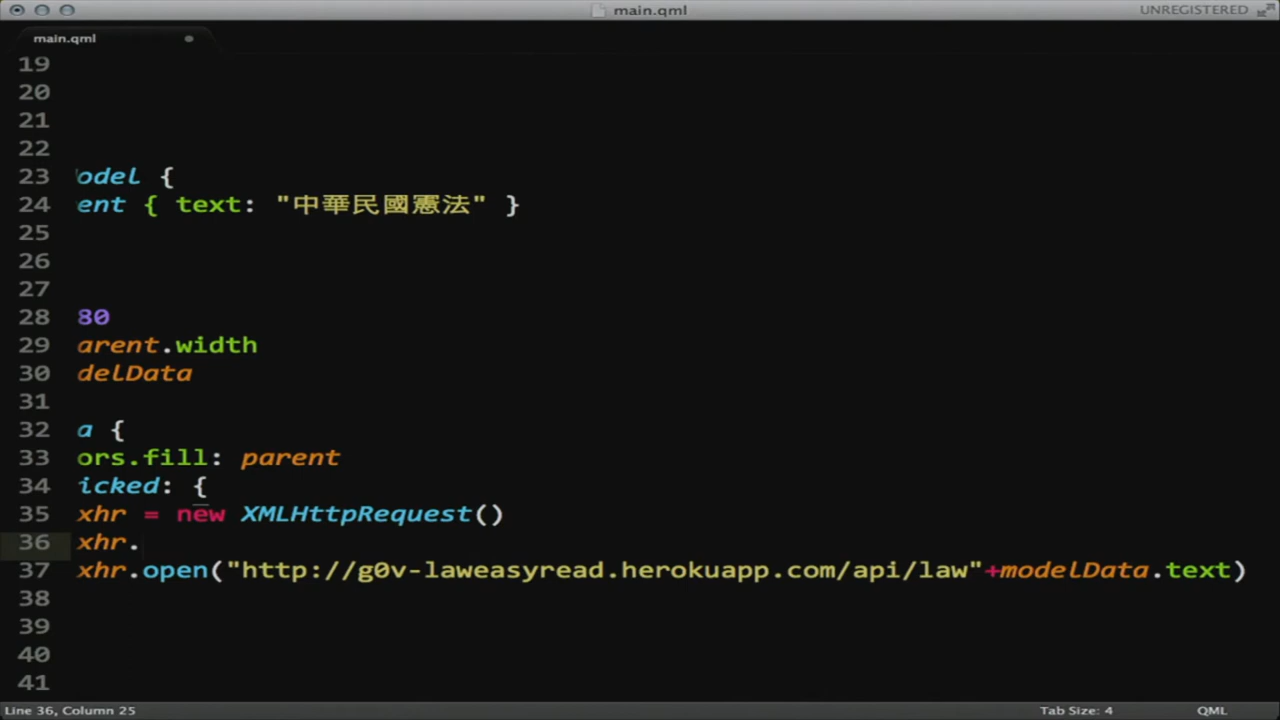 main.qml
UNREGISTERED
main.qml
19
20
21
22
23 odel {
24 ent { text: "中華民國憲法" }
25
26
27
28 80
29 arent.width
30 delData
31
32 a {
33 ors.fill: parent
34 icked: {
35 xhr = new XMLHttpRequest()
36 xhr.
37 xhr.open("http://g0v-laweasyread.herokuapp.com/api/law"+modelData.text)
38
39
40
41
Line 36, Column 25
Tab Size: 4
QML